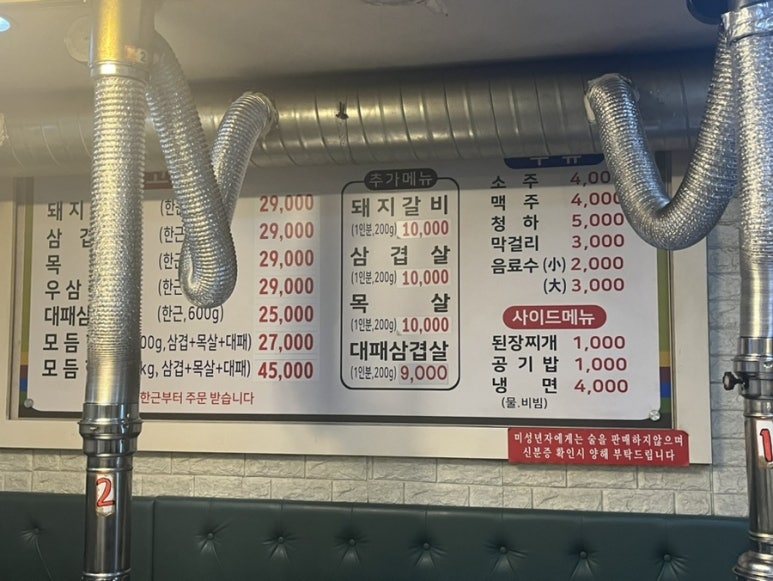 돼지 (한근 29,000
삼겹 (한근 29,000
목 (한근 29,000
우삼 (한 29,000
대패삼 (한근,600g) 25,000
모듬 00g, 삼겹+목살+대패) 27,000
모듬 kg, 삼겹+목살+대패) 45,000
한근부터 주문 받습니다
추가메뉴
돼지갈비
(1인분,200g) 10,000
삼겹살
(1인분,200g) 10,000
목살
(1인분,200g) 10,000
대패삼겹살
(1인분,200g) 9,000
소주 4,00
맥주 4,000
청하 5,000
막걸리 3,000
음료수 (小) 2,000
(大) 3,000
사이드메뉴
된장찌개 1,000
공기밥 1,000
냉면 4,000
(물.비빔)
미성년자에게는 술을 판매하지않으며
신분증 확인시 양해 부탁드립니다
2
1